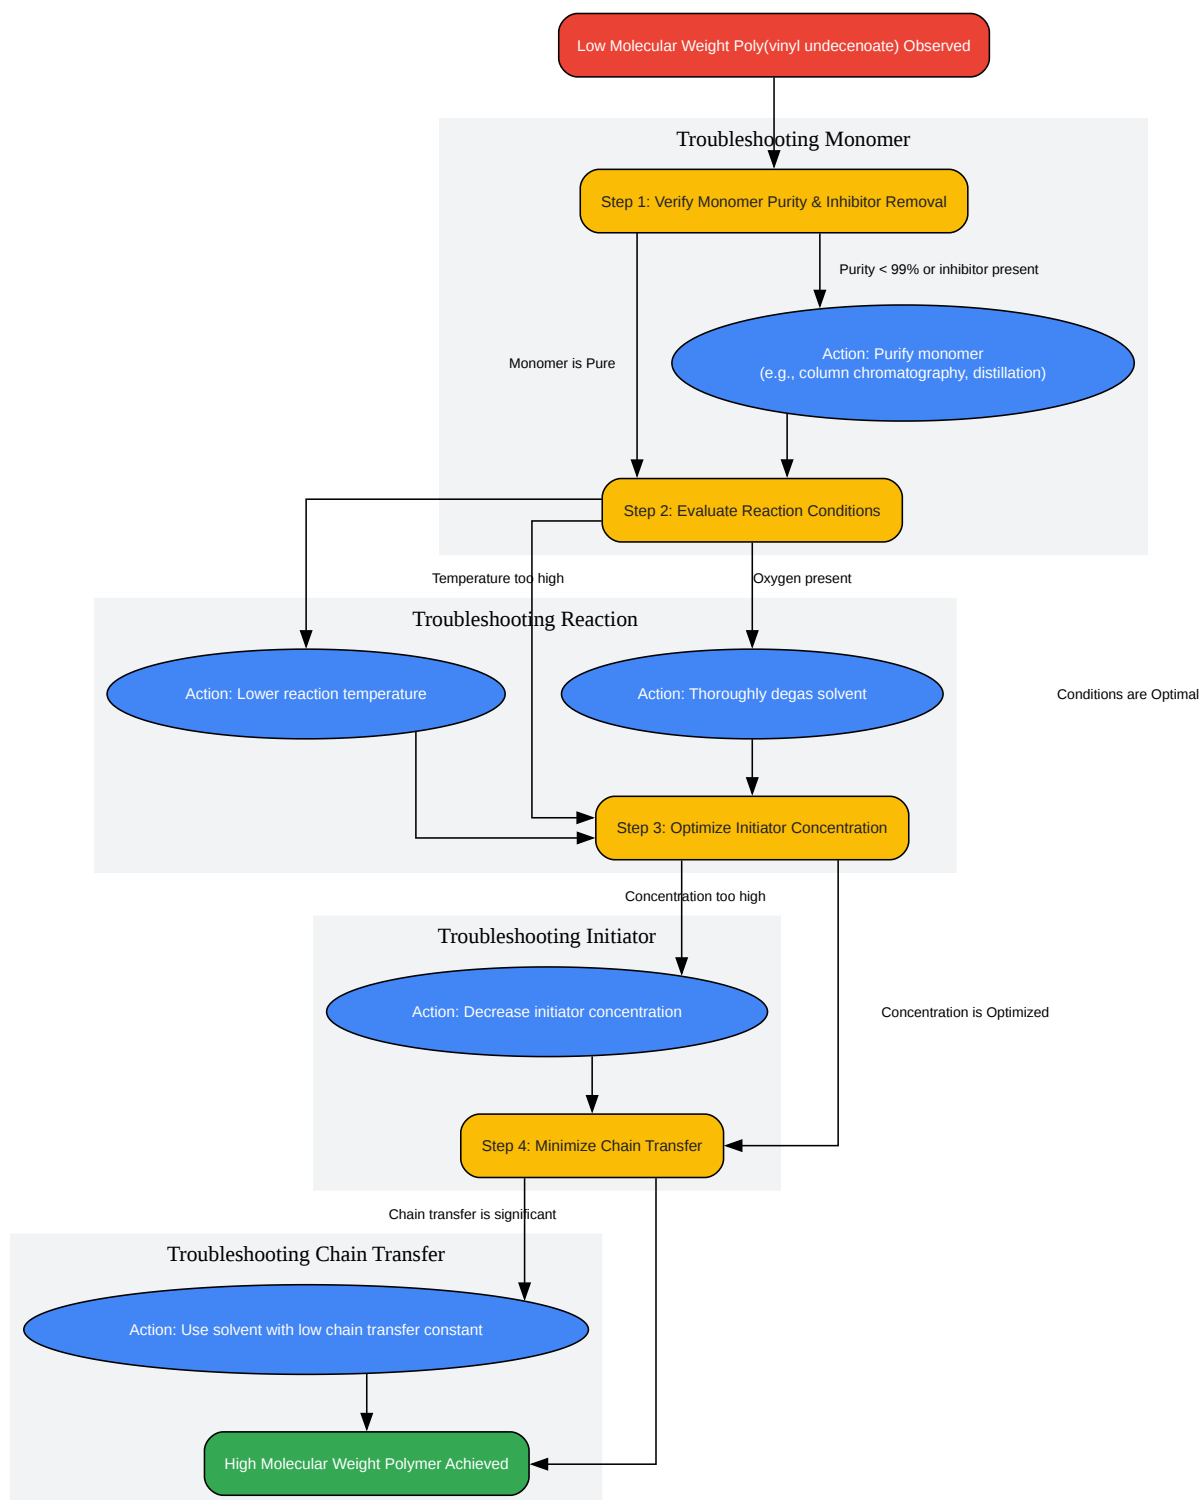 Low Molecular Weight Poly(vinyl undecenoate) Observed
Troubleshooting Monomer
Step 1: Verify Monomer Purity & Inhibitor Removal
Purity < 99% or inhibitor present
Monomer is Pure
Action: Purify monomer
(e.g., column chromatography, distillation)
Step 2: Evaluate Reaction Conditions
Temperature too high
Oxygen present
Troubleshooting Reaction
Action: Lower reaction temperature
Action: Thoroughly degas solvent
Conditions are Optimal
Step 3: Optimize Initiator Concentration
Concentration too high
Troubleshooting Initiator
Action: Decrease initiator concentration
Concentration is Optimized
Step 4: Minimize Chain Transfer
Chain transfer is significant
Troubleshooting Chain Transfer
Action: Use solvent with low chain transfer constant
High Molecular Weight Polymer Achieved